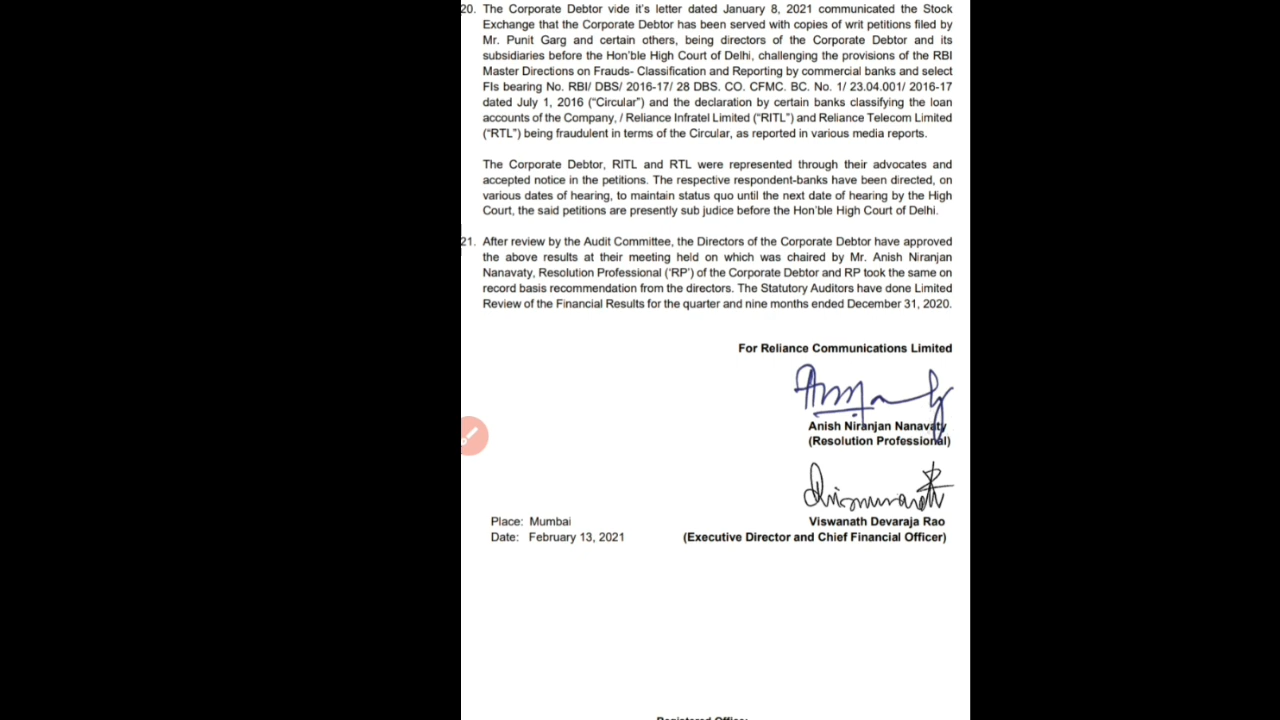 20. The Corporate Debtor vide it's letter dated January 8, 2021 communicated the Stock
Exchange that the Corporate Debtor has been served with copies of writ petitions filed by
Mr. Punit Garg and certain others, being directors of the Corporate Debtor and its
subsidiaries before the Hon'ble High Court of Delhi, challenging the provisions of the RBI
Master Directions on Frauds- Classification and Reporting by commercial banks and select
FIs bearing No. RBI/ DBS/ 2016-17/ 28 DBS. CO. CFMC. BC. No. 1/ 23.04.001/ 2016-17
dated July 1, 2016 ("Circular") and the declaration by certain banks classifying the loan
accounts of the Company, / Reliance Infratel Limited ("RITL") and Reliance Telecom Limited
("RTL") being fraudulent in terms of the Circular, as reported in various media reports.
The Corporate Debtor, RITL and RTL were represented through their advocates and
accepted notice in the petitions. The respective respondent-banks have been directed, on
various dates of hearing, to maintain status quo until the next date of hearing by the High
Court, the said petitions are presently sub judice before the Hon'ble High Court of Delhi.
21. After review by the Audit Committee, the Directors of the Corporate Debtor have approved
the above results at their meeting held on which was chaired by Mr. Anish Niranjan
Nanavaty, Resolution Professional ('RP') of the Corporate Debtor and RP took the same on
record basis recommendation from the directors. The Statutory Auditors have done Limited
Review of the Financial Results for the quarter and nine months ended December 31, 2020.
For Reliance Communications Limited
Anish Niranjan Nanavaty
(Resolution Professional)
Viswanath Devaraja Rao
(Executive Director and Chief Financial Officer)
Place: Mumbai
Date: February 13, 2021